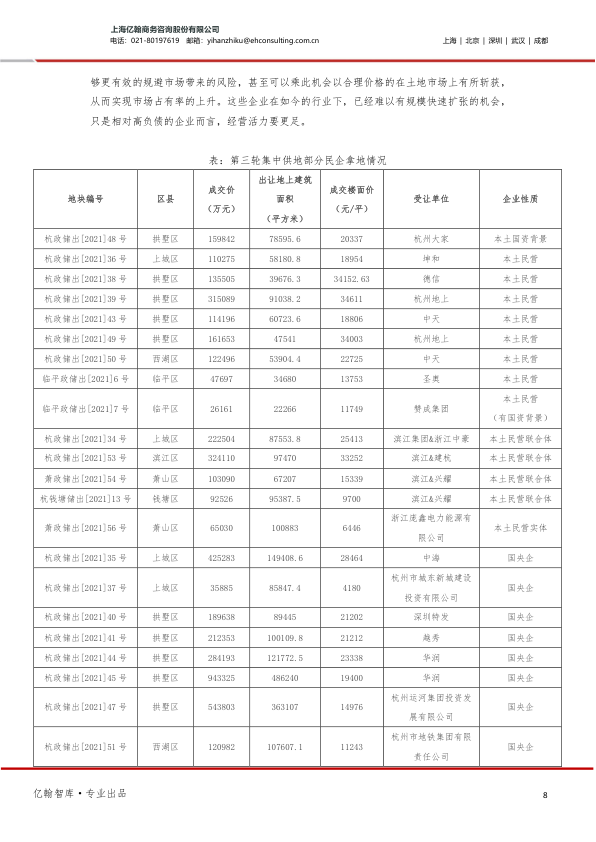 上海亿翰商务咨询股份有限公司
电话：021-80197619 邮箱：yihanzhiku@ehconsulting.com.cn 上海 | 北京 | 深圳 | 武汉 | 成都
够更有效的规避市场带来的风险，甚至可以乘此机会以合理价格的在土地市场上有所斩获，
从而实现市场占有率的上升。这些企业在如今的行业下，已经难以有规模快速扩张的机会，
只是相对高负债的企业而言，经营活力要更足。
表：第三轮集中供地部分民企拿地情况
地块编号 区县 成交价（万元） 出让地上建筑面积（平方米） 成交楼面价（元/平） 受让单位 企业性质
杭政储出[2021]48 号 拱墅区 159842 78595.6 20337 杭州大家 本土国资背景
杭政储出[2021]36 号 上城区 110275 58180.8 18954 坤和 本土民营
杭政储出[2021]38 号 拱墅区 135505 39676.3 34152.63 德信 本土民营
杭政储出[2021]39 号 拱墅区 315089 91038.2 34611 杭州地上 本土民营
杭政储出[2021]43 号 拱墅区 114196 60723.6 18806 中天 本土民营
杭政储出[2021]49 号 拱墅区 161653 47541 34003 杭州地上 本土民营
杭政储出[2021]50 号 西湖区 122496 53904.4 22725 中天 本土民营
临平政储出[2021]6 号 临平区 47697 34680 13753 圣奥 本土民营
临平政储出[2021]7 号 临平区 26161 22266 11749 赞成集团 本土民营（有国资背景）
杭政储出[2021]34 号 上城区 222504 87553.8 25413 滨江集团&浙江中豪 本土民营联合体
杭政储出[2021]53 号 滨江区 324110 97470 33252 滨江&建杭 本土民营联合体
萧政储出[2021]54 号 萧山区 103090 67207 15339 滨江&兴耀 本土民营联合体
杭钱塘储出[2021]13 号 钱塘区 92526 95387.5 9700 滨江&兴耀 本土民营联合体
萧政储出[2021]56 号 萧山区 65030 100883 6446 浙江庞鑫电力能源有限公司 本土民营实体
杭政储出[2021]35 号 上城区 425283 149408.6 28464 中海 国央企
杭政储出[2021]37 号 上城区 35885 85847.4 4180 杭州市城东新城建设投资有限公司 国央企
杭政储出[2021]40 号 拱墅区 189638 89445 21202 深圳特发 国央企
杭政储出[2021]41 号 拱墅区 212353 100109.8 21212 越秀 国央企
杭政储出[2021]44 号 拱墅区 284193 121772.5 23338 华润 国央企
杭政储出[2021]45 号 拱墅区 943325 486240 19400 华润 国央企
杭政储出[2021]47 号 拱墅区 543803 363107 14976 杭州运河集团投资发展有限公司 国央企
杭政储出[2021]51 号 西湖区 120982 107607.1 11243 杭州市地铁集团有限责任公司 国央企
亿翰智库·专业出品 8